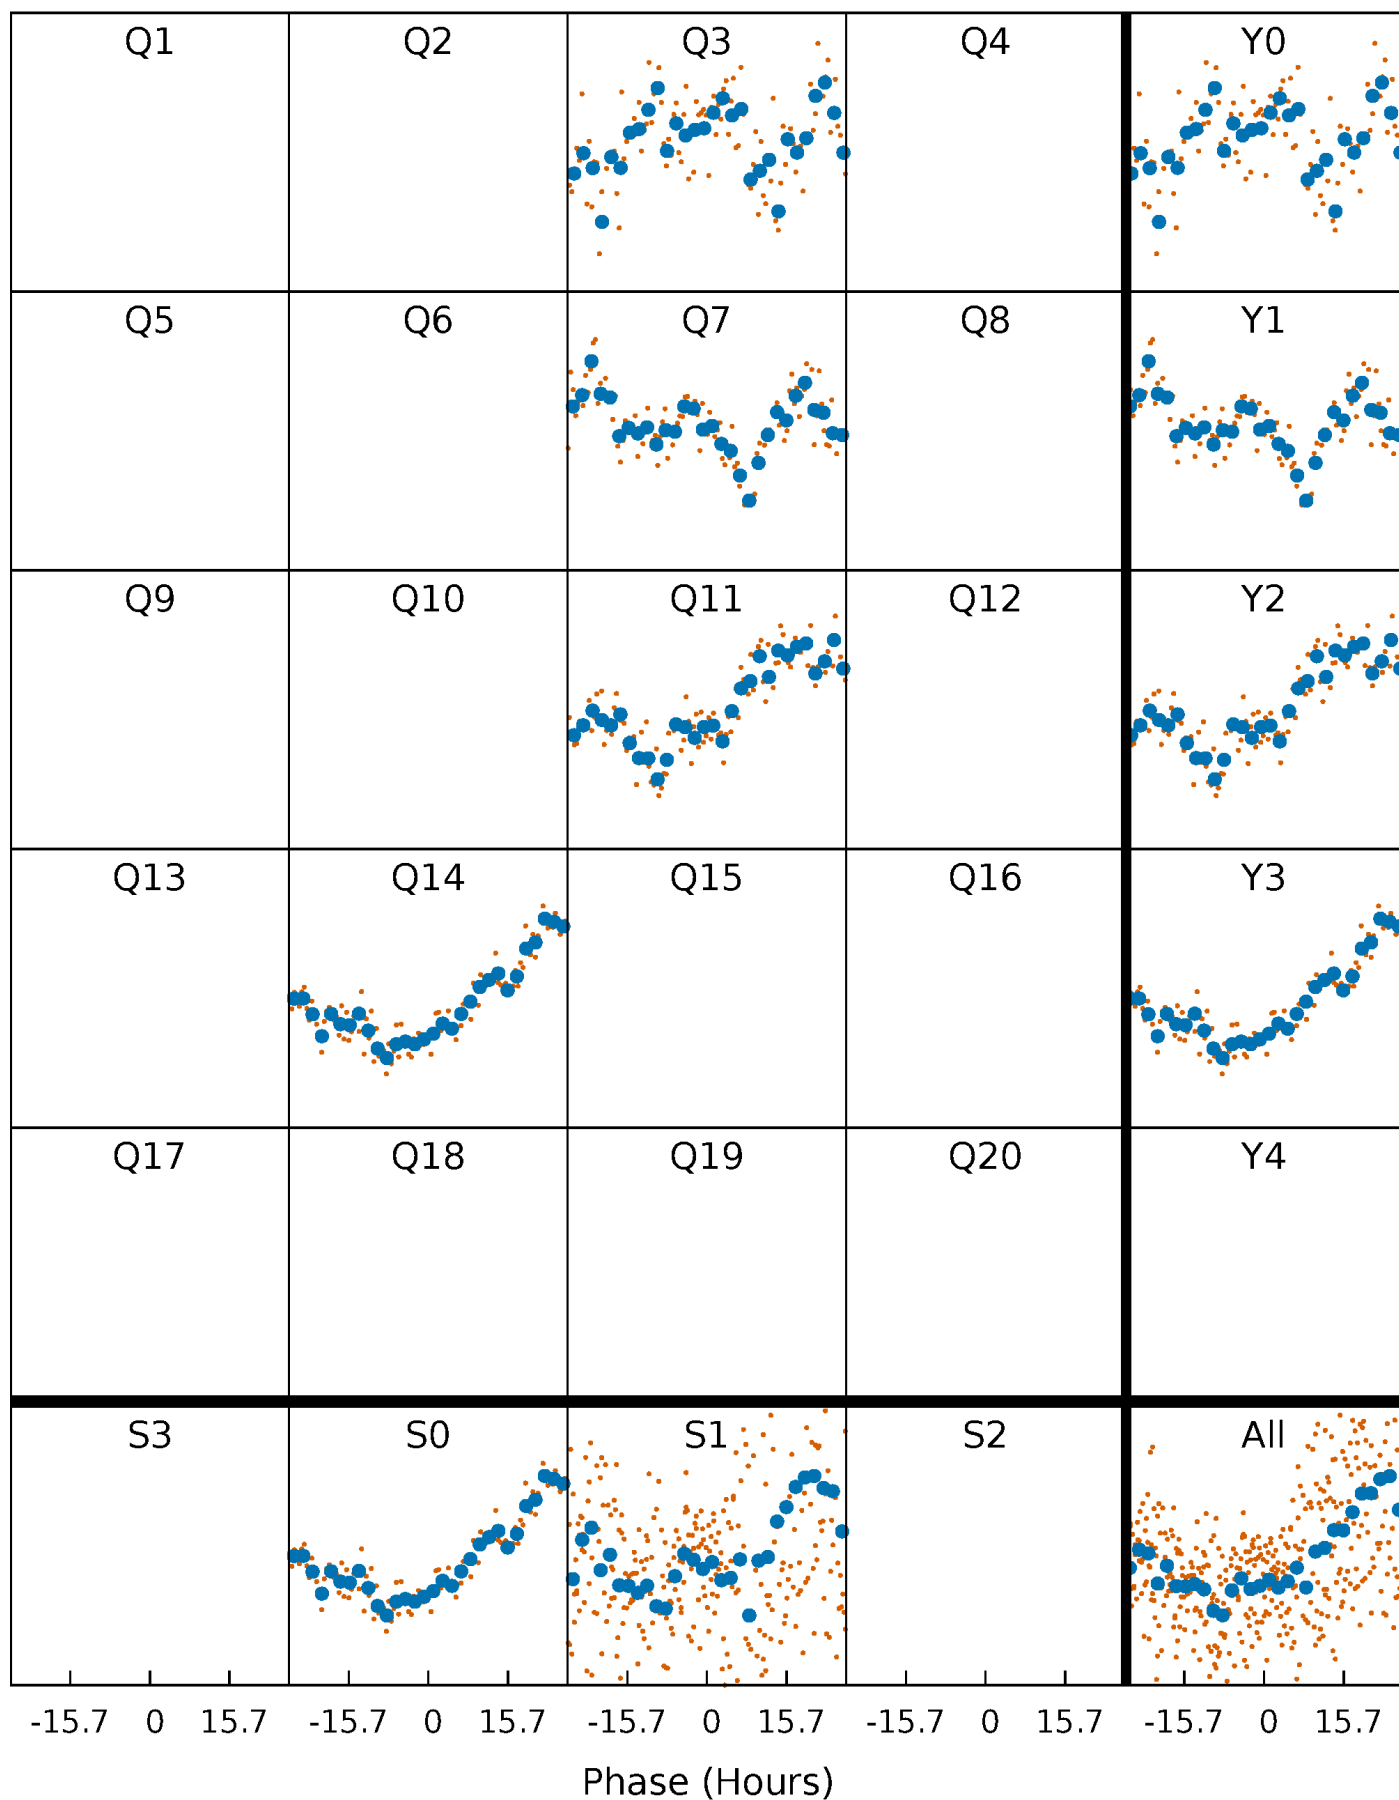 Q1 Q2 Q3 Q4 Y0
Q5 Q6 Q7 Q8 Y1
Q9 Q10 Q11 Q12 Y2
Q13 Q14 Q15 Q16 Y3
Q17 Q18 Q19 Q20 Y4
S3 S0 S1 S2 All
-15.7 0 15.7 -15.7 0 15.7 -15.7 0 15.7 -15.7 0 15.7 -15.7 0 15.7
Phase (Hours)